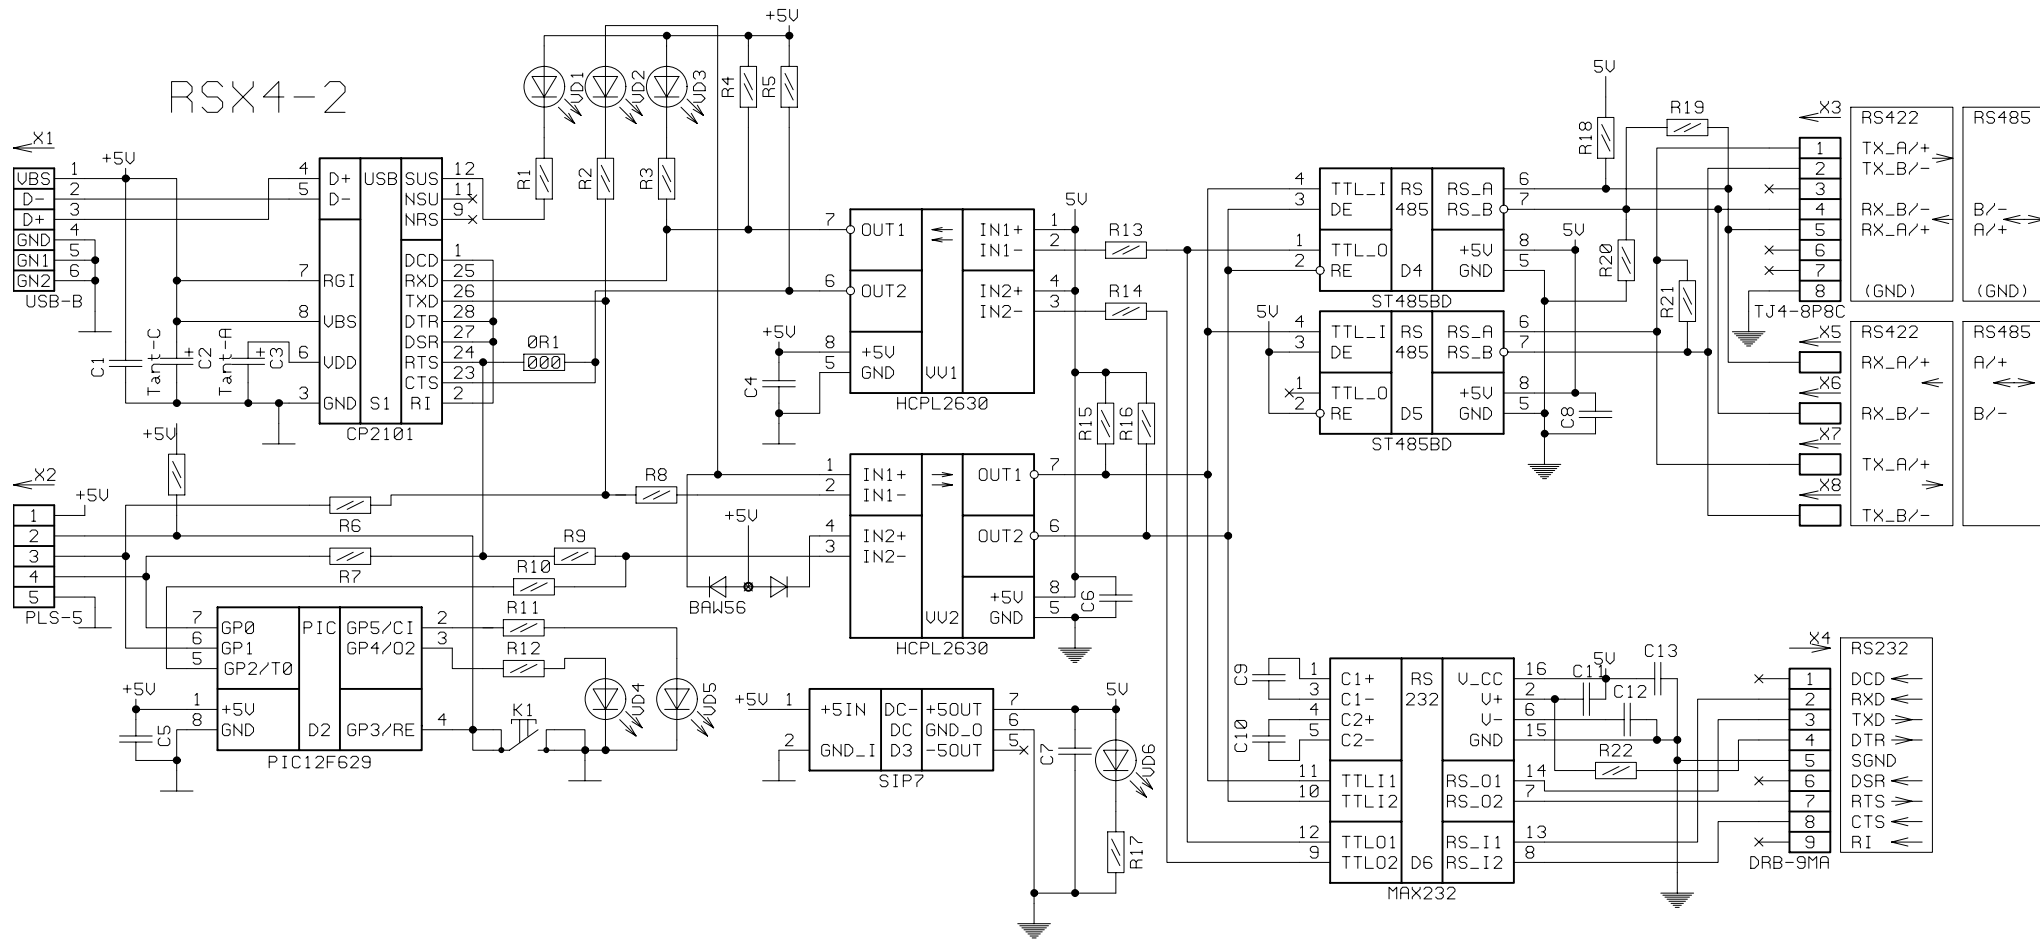 RSX4-2
X1
+5V
1 VBS
2 D-
3 D+
4 GND
5 GN1
6 GN2
USB-B
C1
Tant-C
C2
Tant-A
C3
4 D+ USB SUS 12
5 D- NSU 11
NRS 9
DCD 1
7 RGI RXD 25
TXD 26
8 VBS DTR 28
DSR 27
6 VDD RTS 24
CTS 23
3 GND S1 RI 2
CP2101
0R1
000
VD1
VD2
VD3
R1
R2
R3
R4
R5
+5V
7 OUT1 IN1+ 1
IN1- 2
6 OUT2 IN2+ 4
IN2- 3
8 +5V
5 GND VV1
HCPL2630
C4
5V
R13
R14
R15
R16
4 TTL_I RS RS_A 6
3 DE 485 RS_B 7
1 TTL_O +5V 8
2 RE D4 GND 5
ST485BD
5V
4 TTL_I RS RS_A 6
3 DE 485 RS_B 7
1 TTL_O +5V 8
2 RE D5 GND 5
ST485BD
5V
C8
5V
R18
R19
R20
R21
X3
1
2
3
4
5
6
7
8
TJ4-8P8C
RS422
TX_A/+
TX_B/-
RX_B/-
RX_A/+
(GND)
RS485
B/-
A/+
(GND)
X5
X6
X7
X8
RS422
RX_A/+
RX_B/-
TX_A/+
TX_B/-
RS485
A/+
B/-
+5V
X2
+5V
1
2
3
4
5
PLS-5
R6
R7
R8
R9
R10
R11
R12
+5V
BAW56
1 IN1+ OUT1 7
2 IN1-
4 IN2+ OUT2 6
3 IN2-
+5V 8
VV2 GND 5
HCPL2630
C6
7 GP0 PIC GP5/CI 2
6 GP1 GP4/O2 3
5 GP2/T0
1 +5V
8 GND D2 GP3/RE 4
PIC12F629
+5V
C5
K1
VD4
VD5
+5V
1 +5IN DC- +5OUT 7
DC GND_O 6
2 GND_I D3 -5OUT 5
SIP7
C7
5V
VD6
R17
C9
C10
1 C1+ RS V_CC 16
3 C1- 232 V+ 2
4 C2+ V- 6
5 C2- GND 15
11 TTLI1 RS_O1 14
10 TTLI2 RS_O2 7
12 TTLO1 RS_I1 13
9 TTLO2 D6 RS_I2 8
MAX232
C11
5V
C12
C13
R22
X4
RS232
1 DCD
2 RXD
3 TXD
4 DTR
5 SGND
6 DSR
7 RTS
8 CTS
9 RI
DRB-9MA